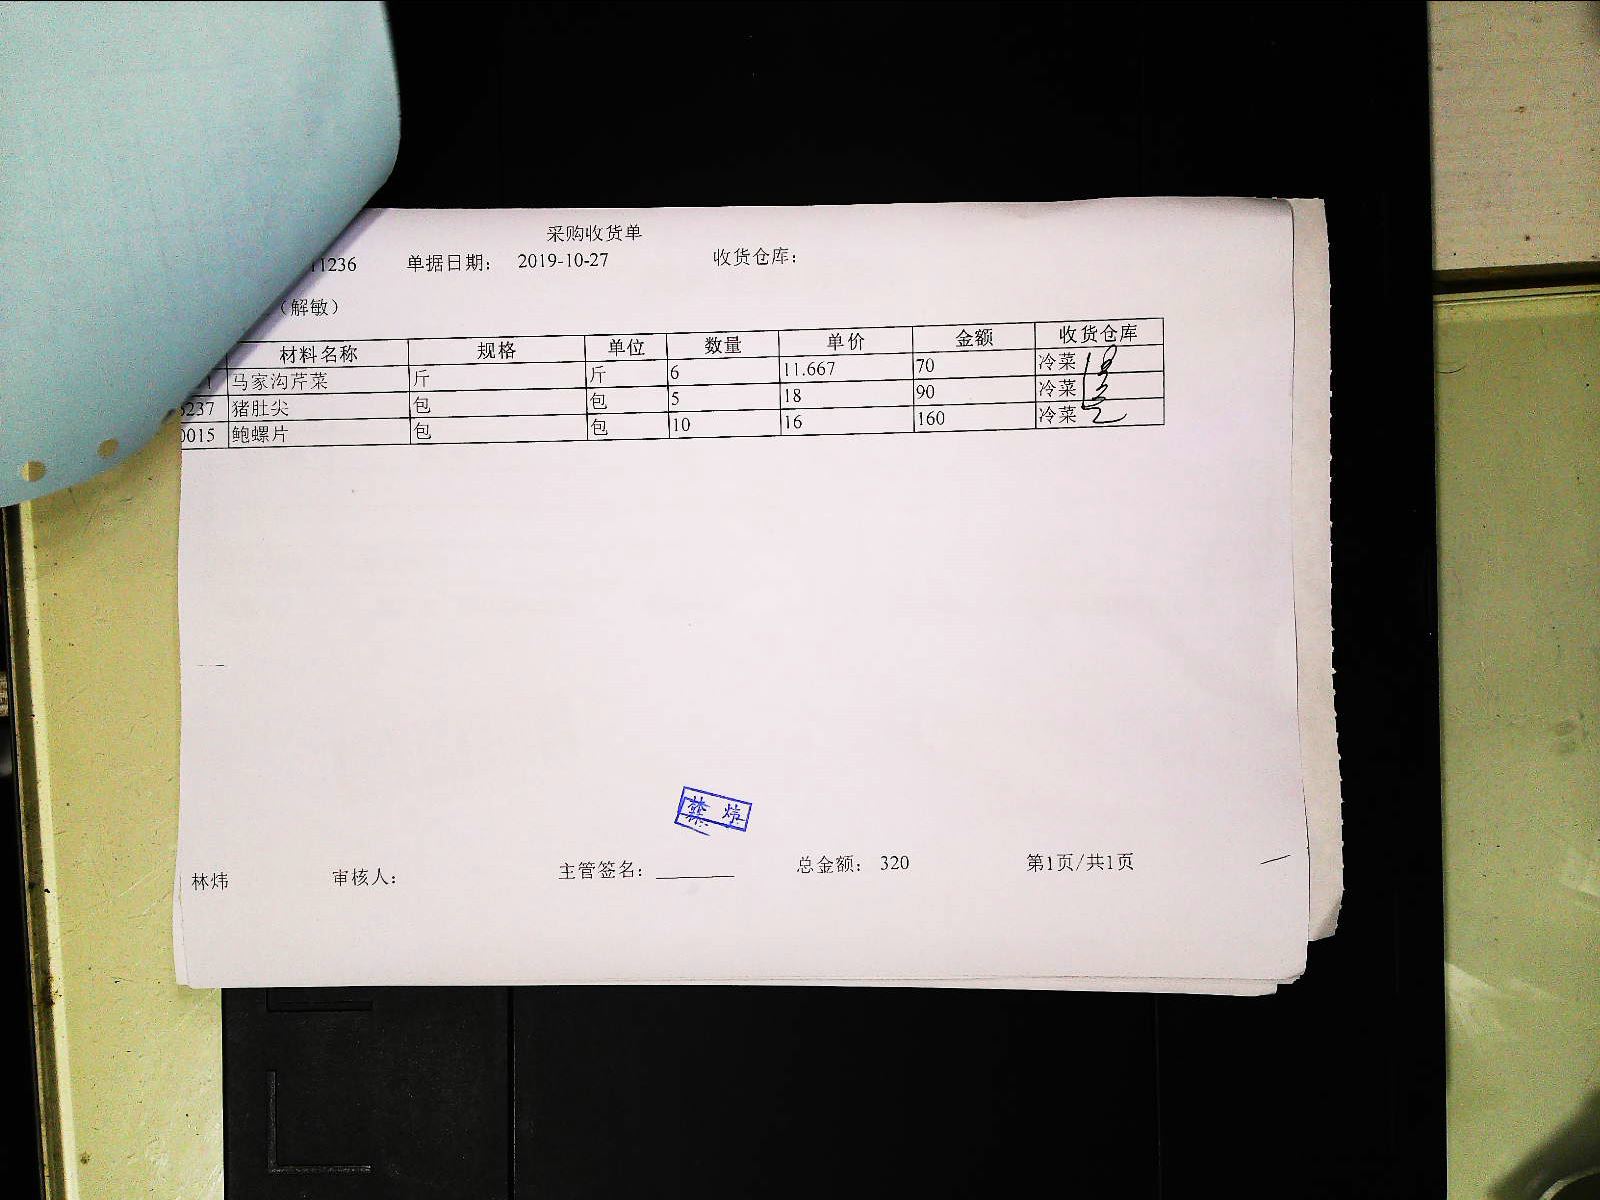 采购收货单
11236 单据日期： 2019-10-27 收货仓库：
（解敏）
材料名称 规格 单位 数量 单价 金额 收货仓库
马家沟芹菜 斤 斤 6 11.667 70 冷菜
237 猪肚尖 包 包 5 18 90 冷菜
0015 鲍螺片 包 包 10 16 160 冷菜
林炜
林炜 审核人： 主管签名： 总金额： 320 第1页/共1页